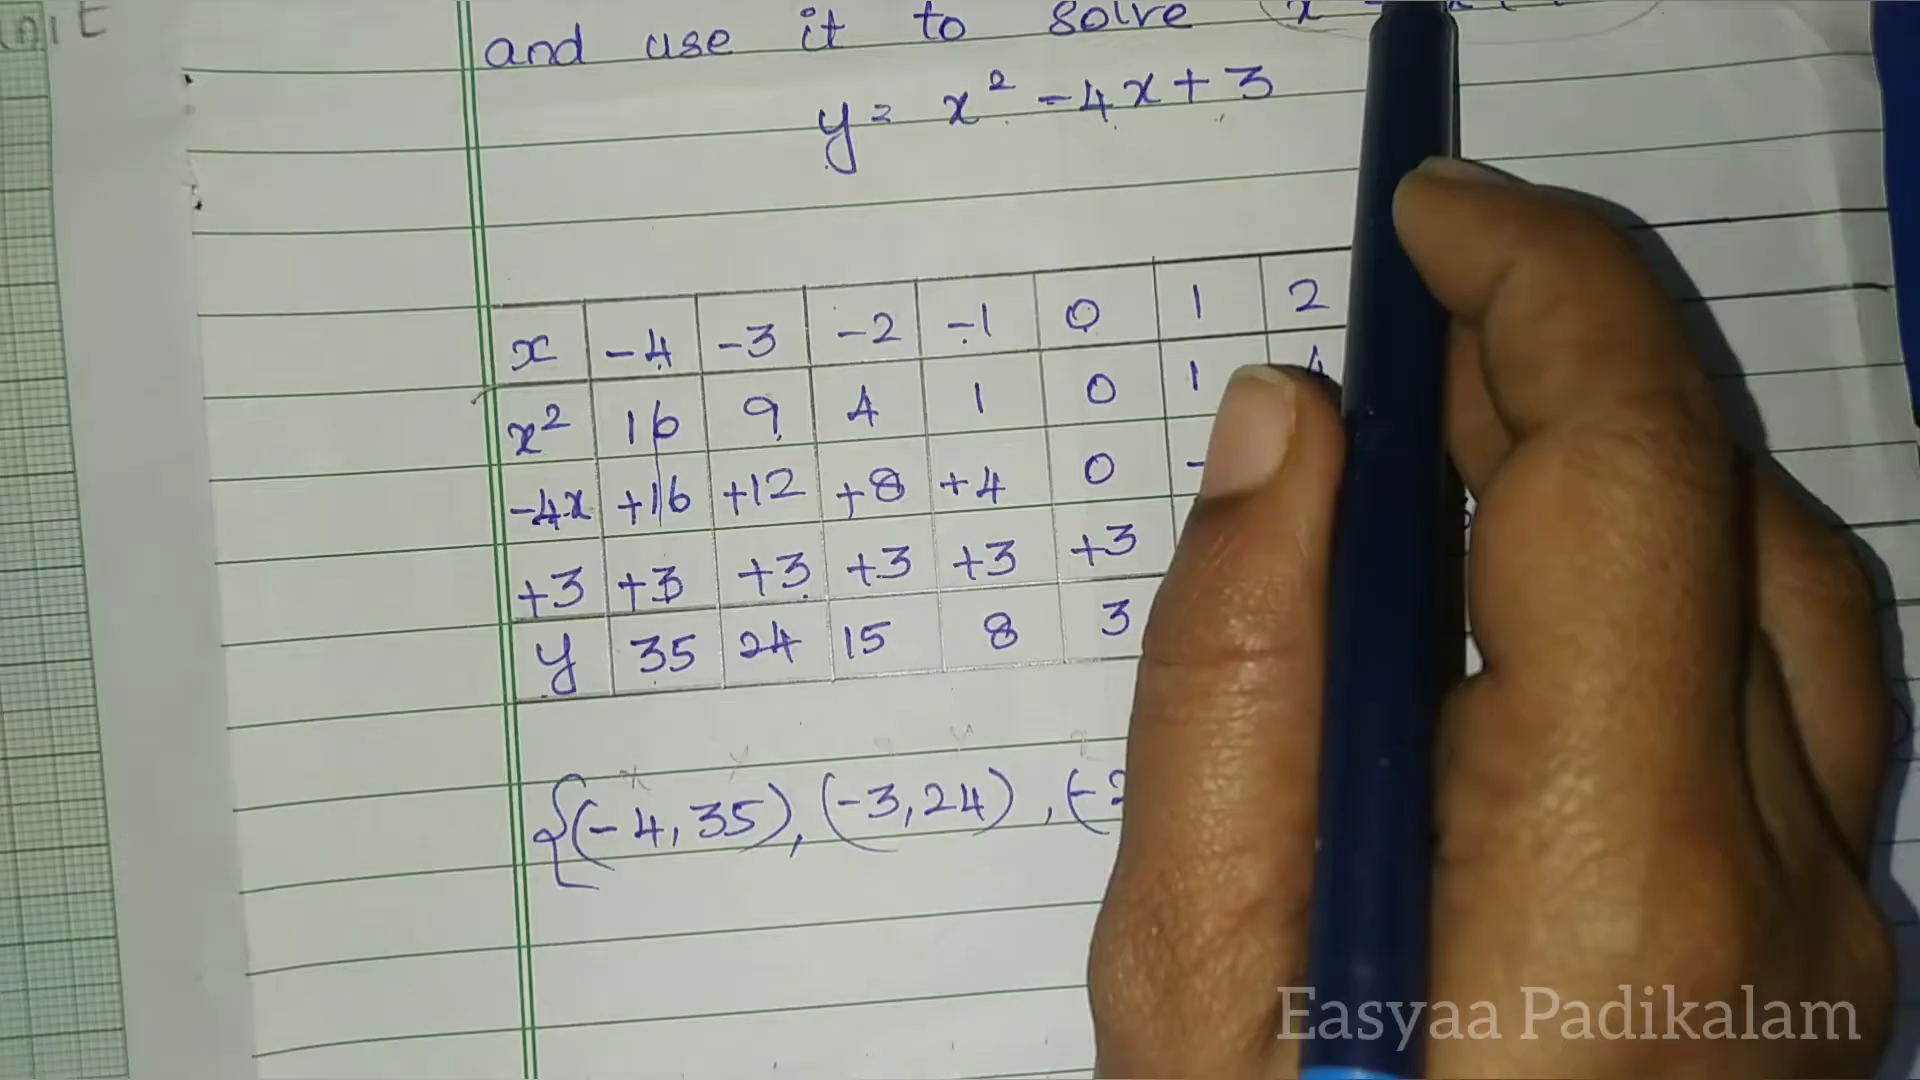 and use it to solve x
y = x² - 4x + 3
x -4 -3 -2 -1 0 1 2
x² 16 9 4 1 0 1 4
-4x +16 +12 +8 +4 0 -
+3 +3 +3 +3 +3 +3
y 35 24 15 8 3
{(-4, 35), (-3, 24), (-2
Easyaa Padikalam